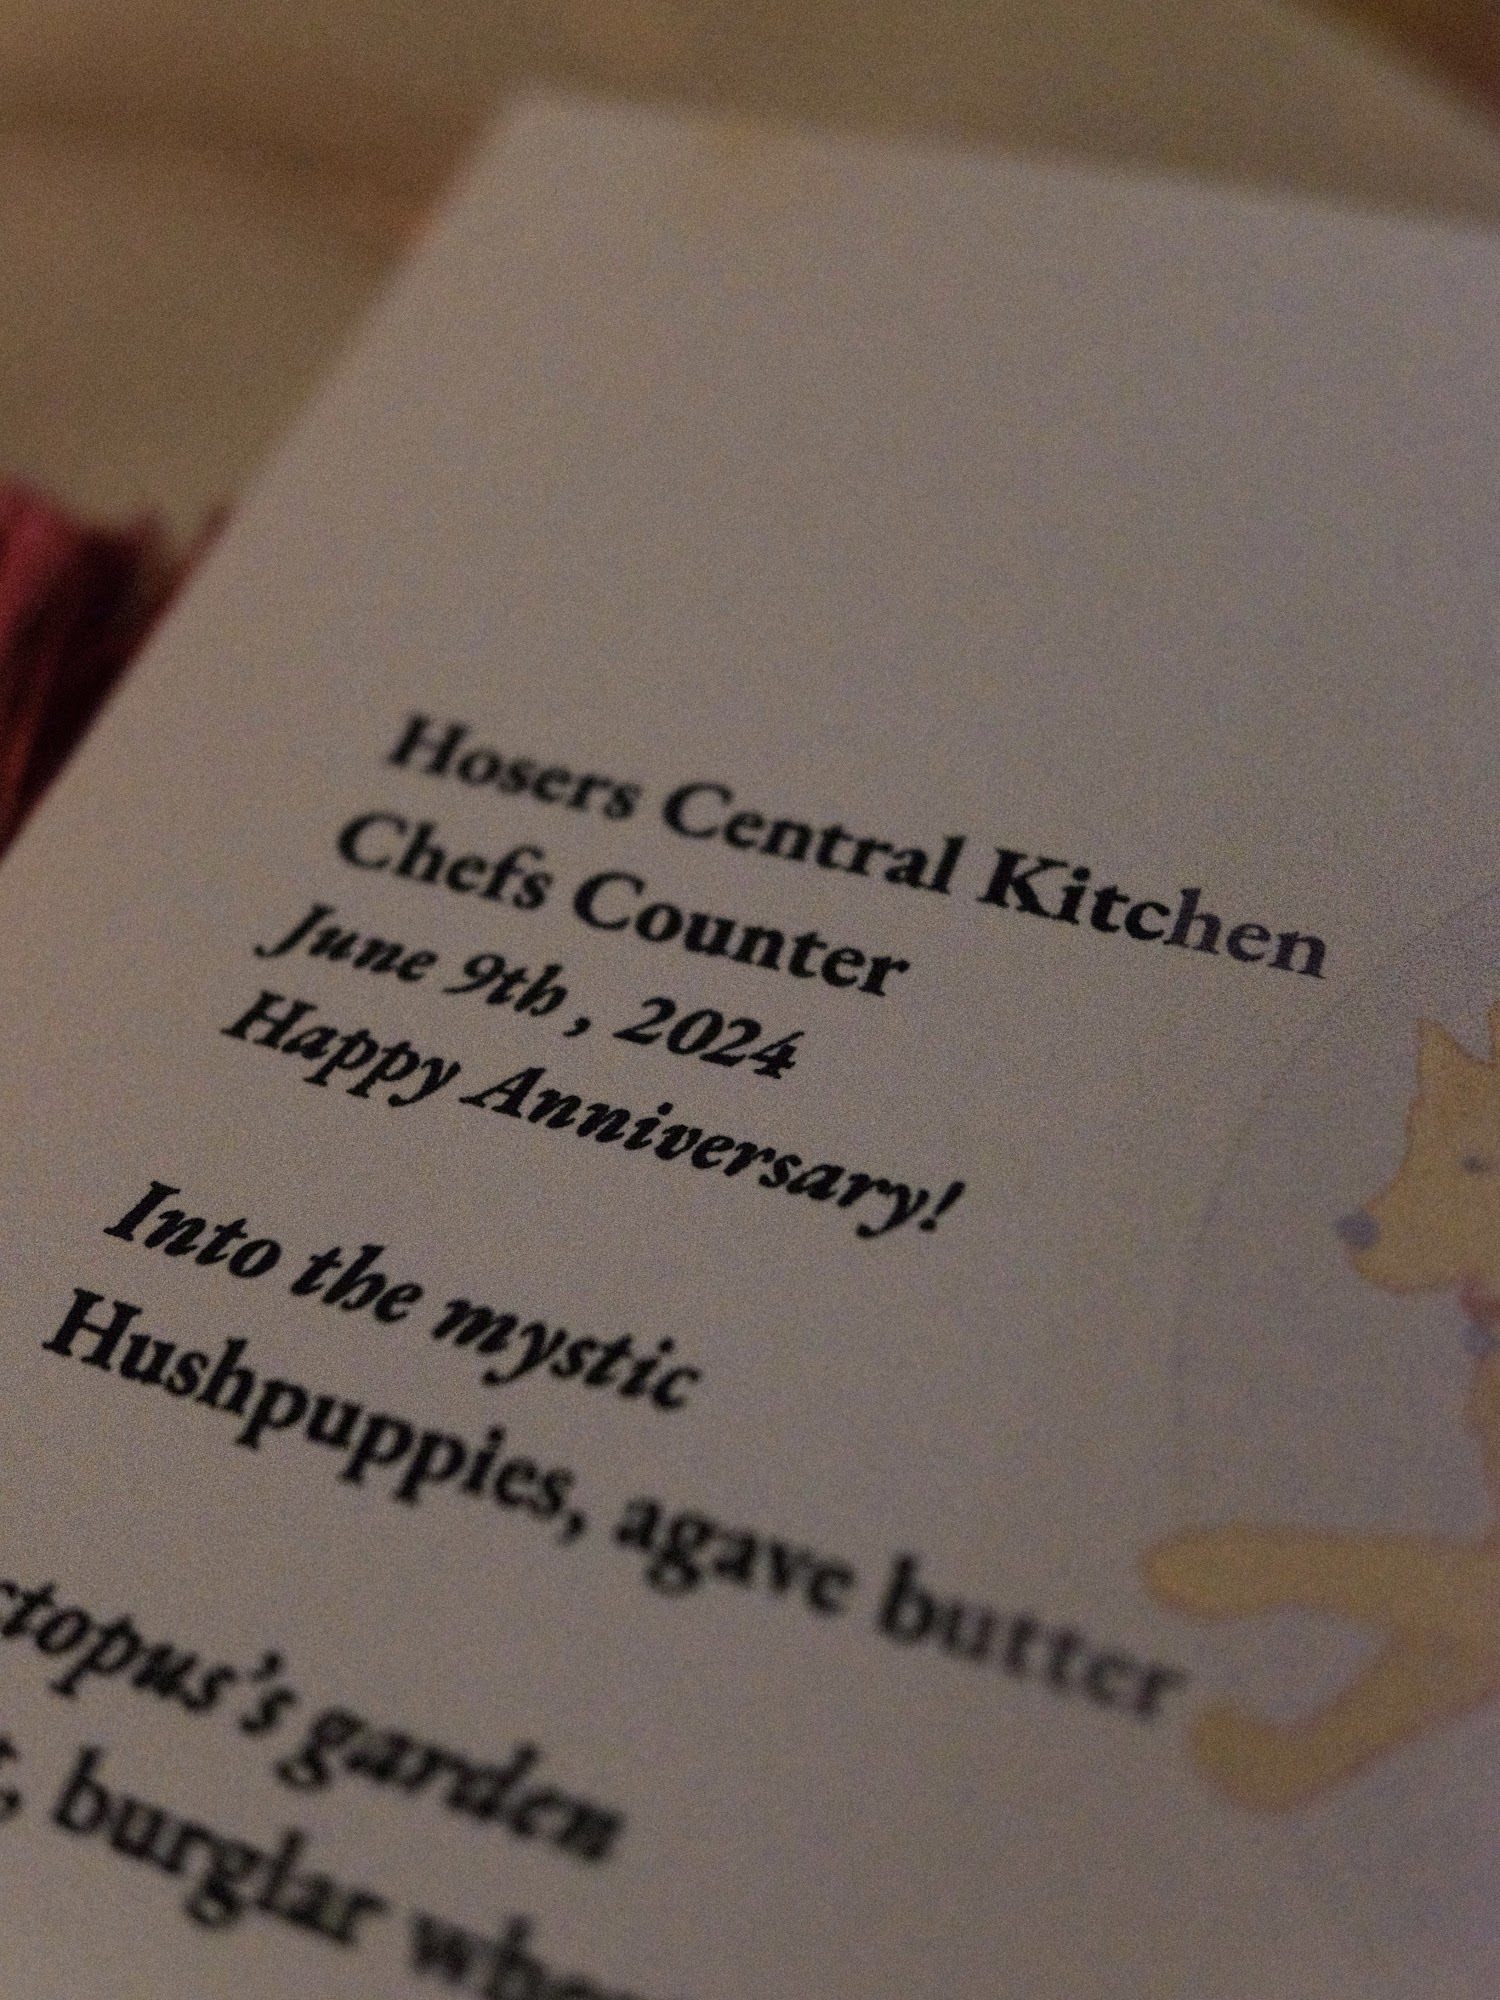 Hosers Central Kitchen
Chefs Counter
June 9th, 2024
Happy Anniversary!
Into the mystic
Hushpuppies, agave butter
ctopus's garden
, burglar